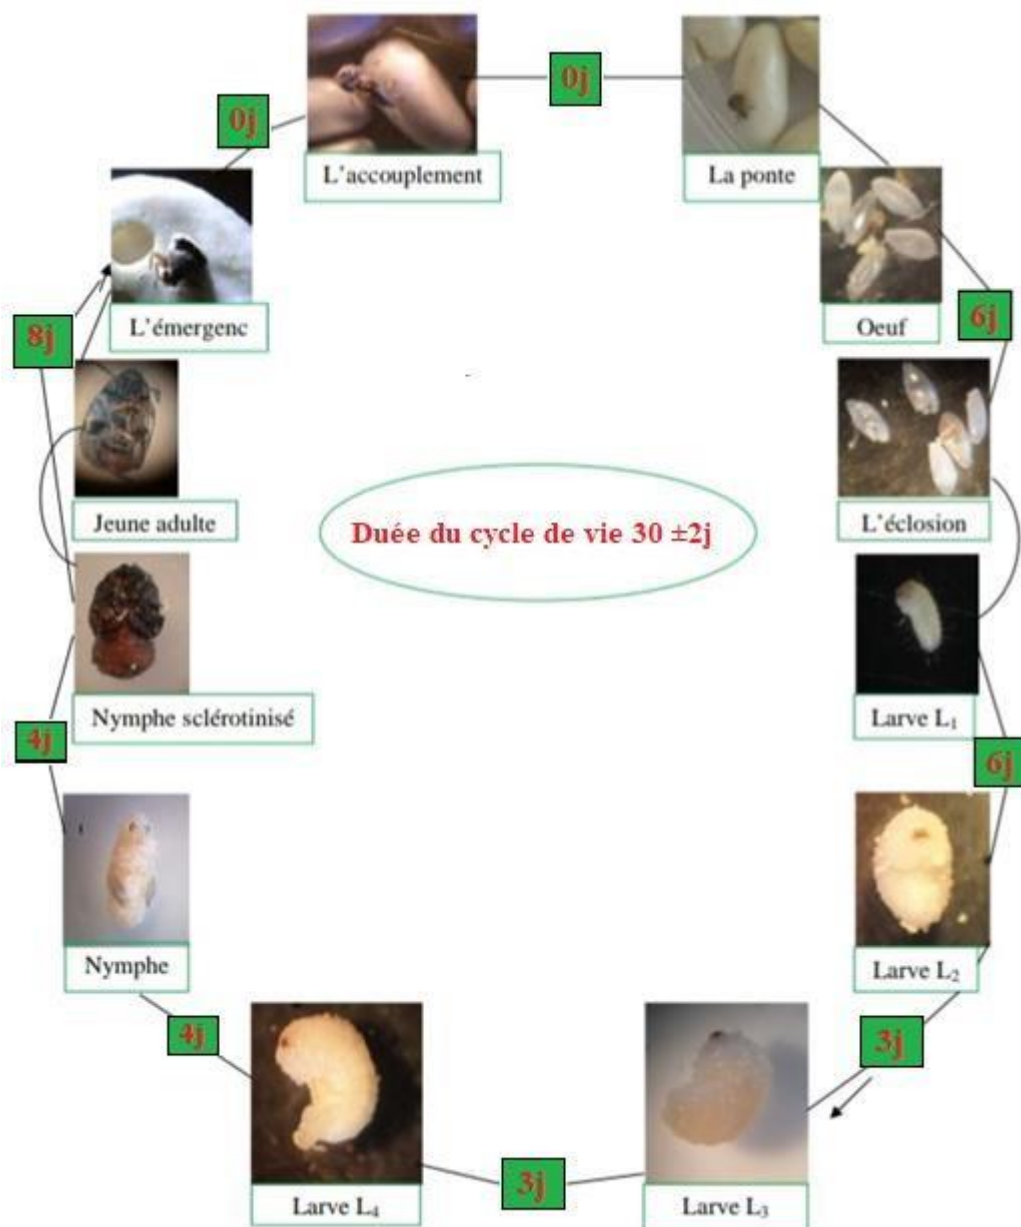 0j
0j
L'accouplement
La ponte
L'émergenc
8j
Oeuf
6j
Jeune adulte
L'éclosion
Duée du cycle de vie 30 ±2j
Nymphe sclérotinisé
Larve L₁
4j
6j
Nymphe
Larve L₂
4j
3j
3j
Larve L₄
Larve L₃